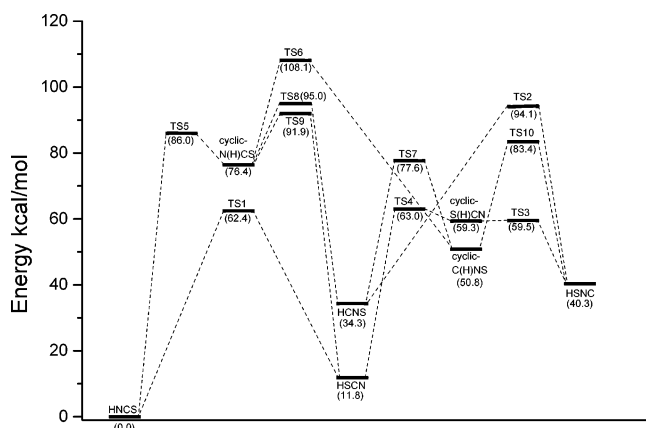 120
100
80
60
40
20
0
Energy kcal/mol
TS6
(108.1)
TS8(95.0)
TS9
(91.9)
TS5
(86.0)
cyclic-
N(H)CS
(76.4)
TS1
(62.4)
TS2
(94.1)
TS10
(83.4)
TS7
(77.6)
TS4
(63.0)
cyclic-
S(H)CN
(59.3)
TS3
(59.5)
cyclic-
C(H)NS
(50.8)
HSNC
(40.3)
HCNS
(34.3)
HSCN
(11.8)
HNCS
(0.0)